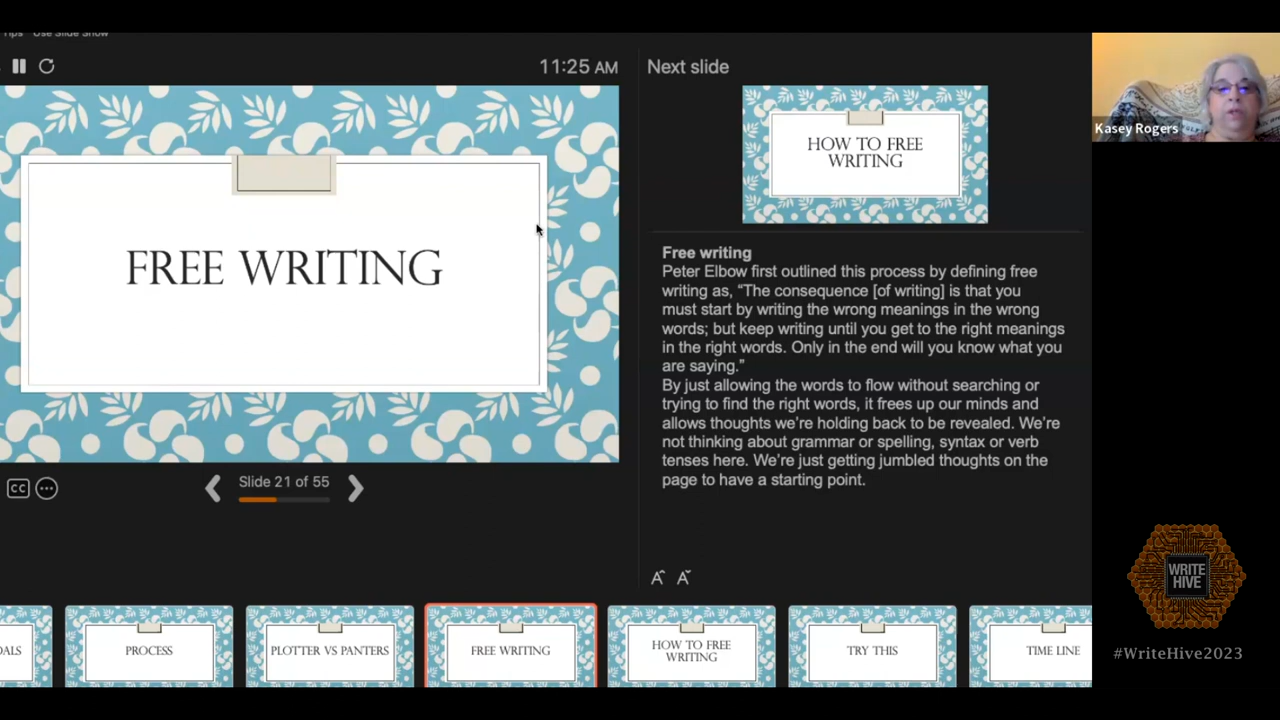 Tips Use Slide Show
11:25 AM
Next slide
FREE WRITING
HOW TO FREE
WRITING
Free writing
Peter Elbow first outlined this process by defining free
writing as, “The consequence [of writing] is that you
must start by writing the wrong meanings in the wrong
words; but keep writing until you get to the right meanings
in the right words. Only in the end will you know what you
are saying.”
By just allowing the words to flow without searching or
trying to find the right words, it frees up our minds and
allows thoughts we’re holding back to be revealed. We’re
not thinking about grammar or spelling, syntax or verb
tenses here. We’re just getting jumbled thoughts on the
page to have a starting point.
CC
Slide 21 of 55
A A
OALS
PROCESS
PLOTTER VS PANTERS
FREE WRITING
HOW TO FREE
WRITING
TRY THIS
TIME LINE
Kasey Rogers
WRITE
HIVE
#WriteHive2023